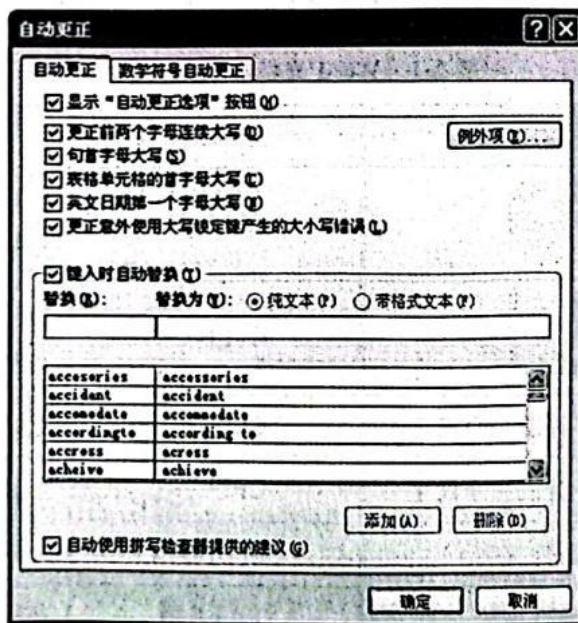 自动更正
自动更正 数学符号自动更正
显示“自动更正选项”按钮(H)
更正前两个字母连续大写(O) 例外项(E)...
句首字母大写(S)
表格单元格的首字母大写(C)
英文日期第一个字母大写(N)
更正意外使用大写锁定键产生的大小写错误(L)
键入时自动替换(T)
替换(R): 替换为(W): 纯文本(P) 带格式文本(F)
accesories accessories
accidant accident
accomodate accommodate
accordingto according to
accross across
acheive achieve
添加(A) 删除(D)
自动使用拼写检查器提供的建议(G)
确定 取消